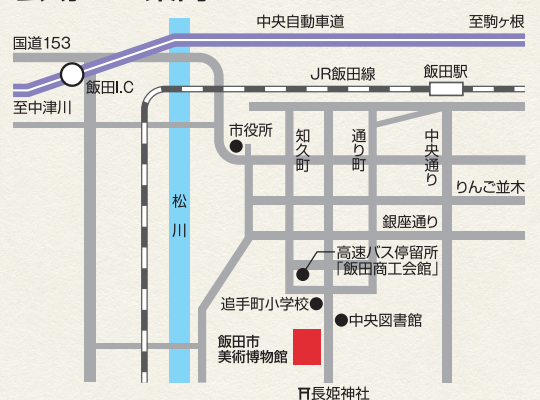 中央自動車道
至駒ヶ根
国道153
JR飯田線
飯田駅
飯田I.C
至中津川
市役所
知久町
通り町
中央通り
りんご並木
松川
銀座通り
高速バス停留所
「飯田商工会館」
追手町小学校
中央図書館
飯田市
美術博物館
長姫神社